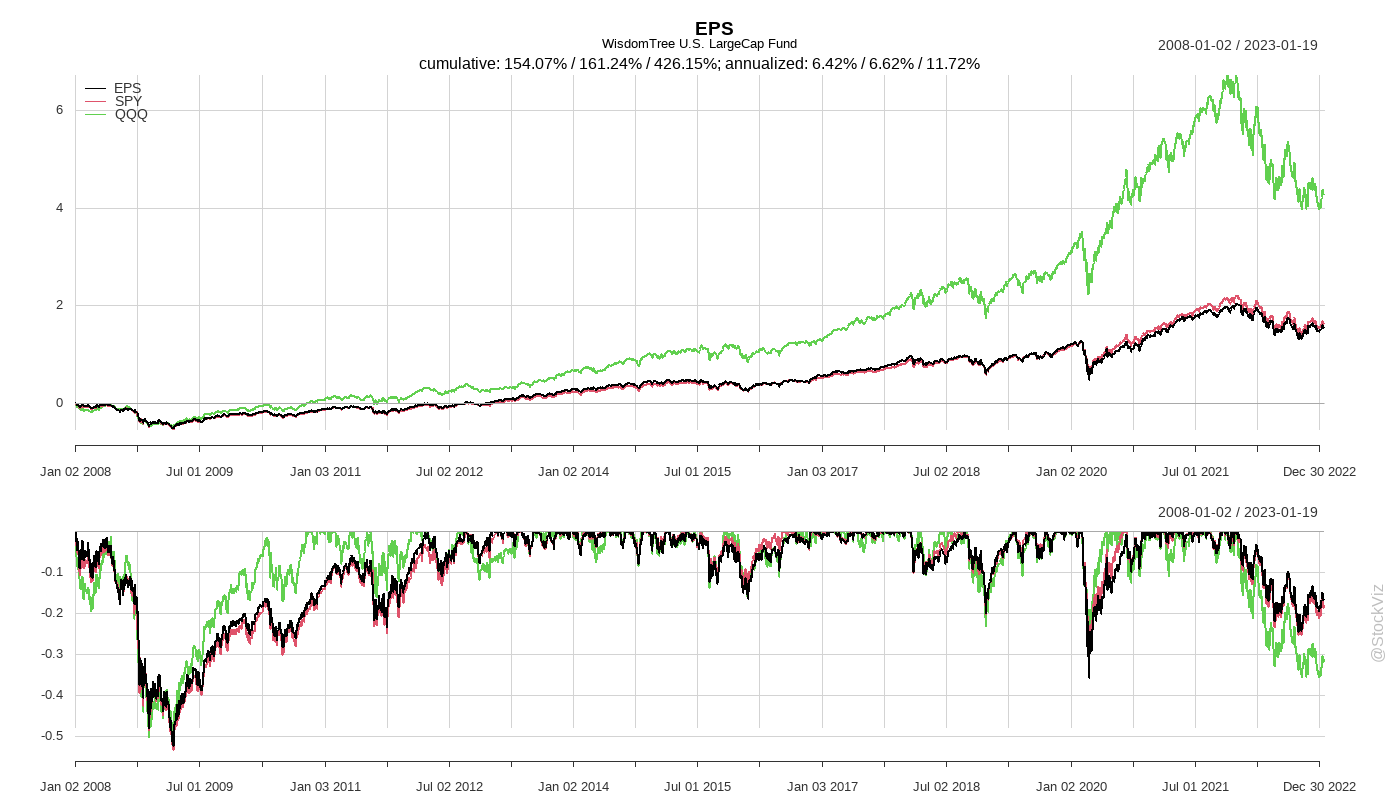 EPS
WisdomTree U.S. LargeCap Fund
2008-01-02 / 2023-01-19
cumulative: 154.07% / 161.24% / 426.15%; annualized: 6.42% / 6.62% / 11.72%
EPS
SPY
QQQ
6
4
2
0
Jan 02 2008 Jul 01 2009 Jan 03 2011 Jul 02 2012 Jan 02 2014 Jul 01 2015 Jan 03 2017 Jul 02 2018 Jan 02 2020 Jul 01 2021 Dec 30 2022
2008-01-02 / 2023-01-19
-0.1
-0.2
-0.3
-0.4
-0.5
Jan 02 2008 Jul 01 2009 Jan 03 2011 Jul 02 2012 Jan 02 2014 Jul 01 2015 Jan 03 2017 Jul 02 2018 Jan 02 2020 Jul 01 2021 Dec 30 2022
@StockViz